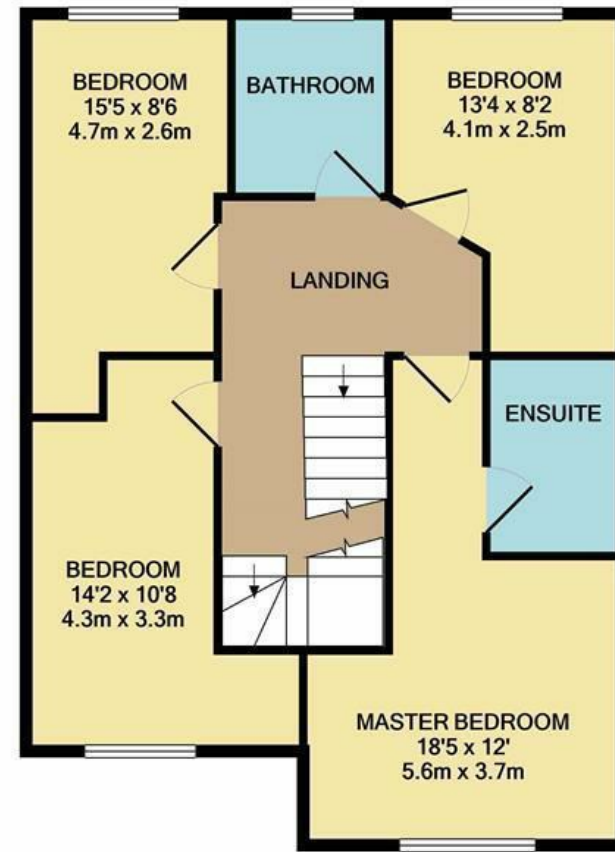 BEDROOM
15'5 x 8'6
4.7m x 2.6m
BATHROOM
BEDROOM
13'4 x 8'2
4.1m x 2.5m
LANDING
ENSUITE
BEDROOM
14'2 x 10'8
4.3m x 3.3m
MASTER BEDROOM
18'5 x 12'
5.6m x 3.7m